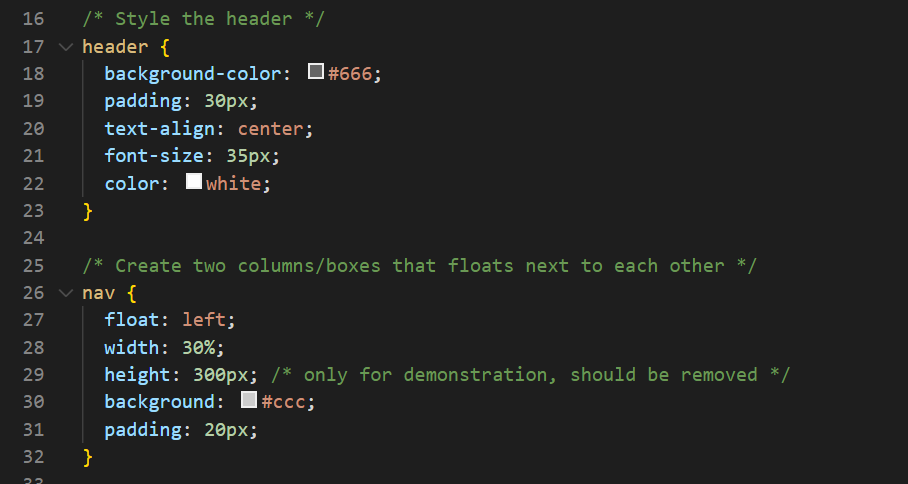 16 /* Style the header */
17 header {
18 background-color: #666;
19 padding: 30px;
20 text-align: center;
21 font-size: 35px;
22 color: white;
23 }
24
25 /* Create two columns/boxes that floats next to each other */
26 nav {
27 float: left;
28 width: 30%;
29 height: 300px; /* only for demonstration, should be removed */
30 background: #ccc;
31 padding: 20px;
32 }
33